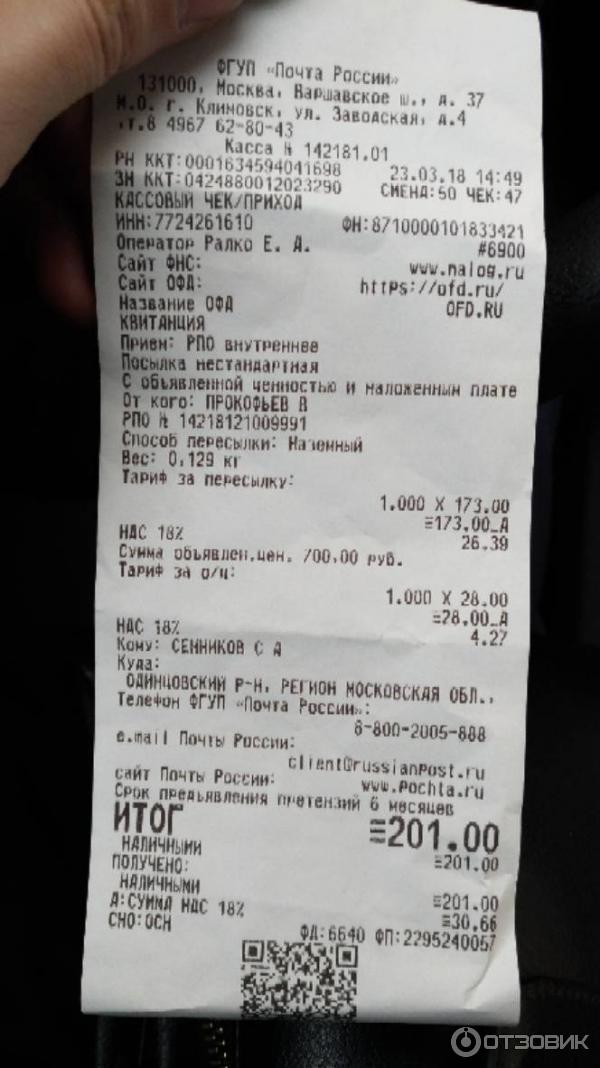 ФГУП «Почта России»
131000, Москва, Варшавское ш., д. 37
М.О. г. Климовск, ул. Заводская, д.4
,т.8 4967 62-80-43
Касса № 142181.01
РН ККТ:0001634594041698 23.03.18 14:49
ЗН ККТ:0424880012023290 СМЕНА:50 ЧЕК:47
КАССОВЫЙ ЧЕК/ПРИХОД
ИНН:7724261610 ФН:8710000101833421
Оператор Ралко Е. А. #6900
Сайт ФНС: www.nalog.ru
Сайт ОФД: https://ofd.ru/
Название ОФД OFD.RU
КВИТАНЦИЯ
Прием: РПО внутреннее
Посылка нестандартная
С объявленной ценностью и наложенным плате
От кого: ПРОКОФЬЕВ В
РПО № 14218121009991
Способ пересылки: Наземный
Вес: 0,129 кг
Тариф за пересылку:
1.000 X 173.00
≡173.00_А
НДС 18% 26.39
Сумма объявлен.цен. 700.00 руб.
Тариф за о/ц:
1.000 X 28.00
≡28.00_А
НДС 18% 4.27
Кому: СЕННИКОВ С А
Куда:
ОДИНЦОВСКИЙ Р-Н, РЕГИОН МОСКОВСКАЯ ОБЛ.,
Телефон ФГУП «Почта России»:
8-800-2005-888
e.mail Почты России:
client@russianpost.ru
сайт Почты России: www.Pochta.ru
Срок предъявления претензий 6 месяцев
ИТОГ ≡201.00
НАЛИЧНЫМИ ≡201.00
ПОЛУЧЕНО:
НАЛИЧНЫМИ ≡201.00
А:СУММА НДС 18% ≡30.66
СНО:ОСН
ФД:6640 ФП:2295240057
ОТЗОВИК